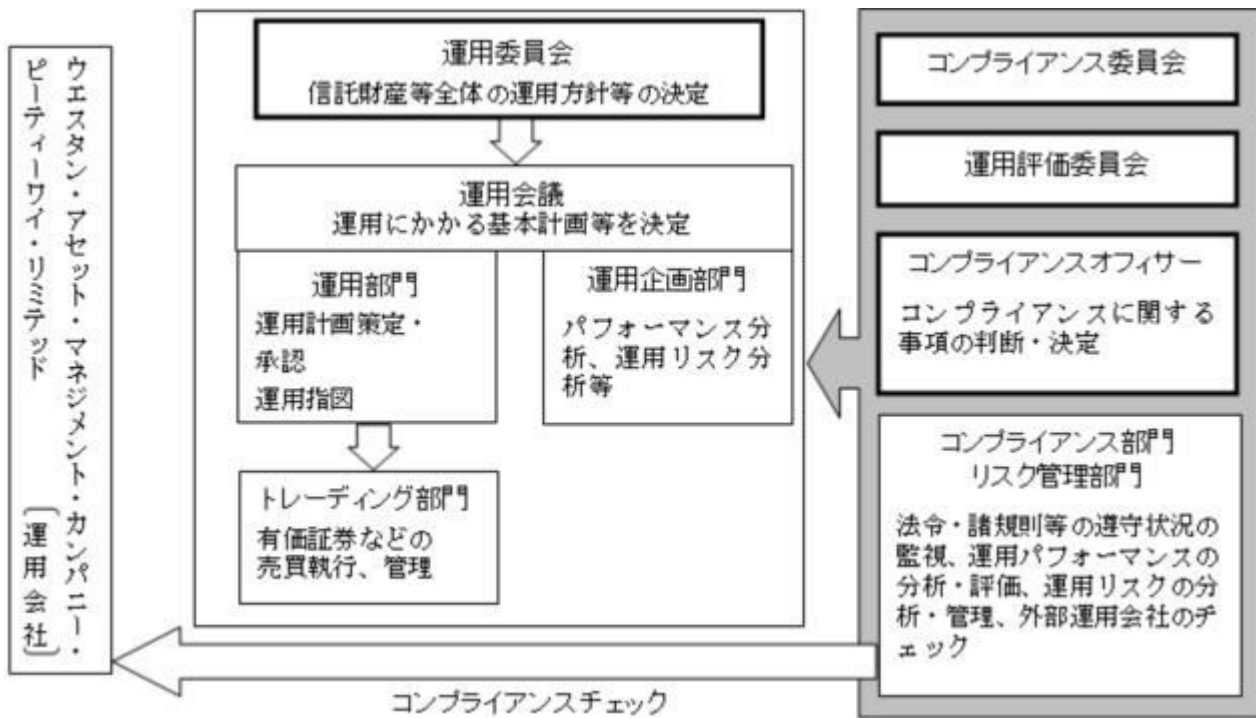 ウエスタン・アセット・マネジメント・カンパニー・
ピーティーワイ・リミテッド
〔運用会社〕
運用委員会
信託財産等全体の運用方針等の決定
運用会議
運用にかかる基本計画等を決定
運用部門
運用計画策定・
承認
運用指図
運用企画部門
パフォーマンス分
析、運用リスク分
析等
トレーディング部門
有価証券などの
売買執行、管理
コンプライアンス委員会
運用評価委員会
コンプライアンスオフィサー
コンプライアンスに関する
事項の判断・決定
コンプライアンス部門
リスク管理部門
法令・諸規則等の遵守状況の
監視、運用パフォーマンスの
分析・評価、運用リスクの分
析・管理、外部運用会社のチ
ェック
コンプライアンスチェック